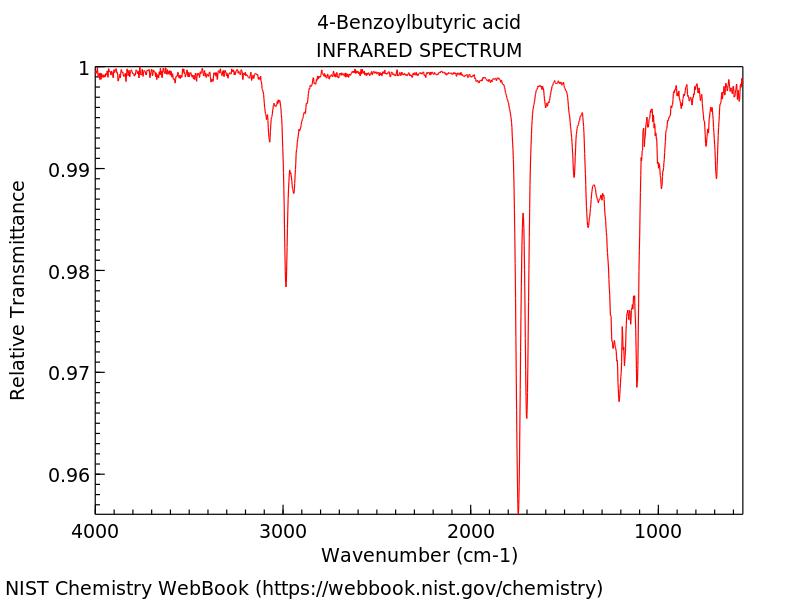 4-Benzoylbutyric acid
INFRARED SPECTRUM
1
0.99
0.98
0.97
0.96
Relative Transmittance
4000 3000 2000 1000
Wavenumber (cm-1)
NIST Chemistry WebBook (https://webbook.nist.gov/chemistry)